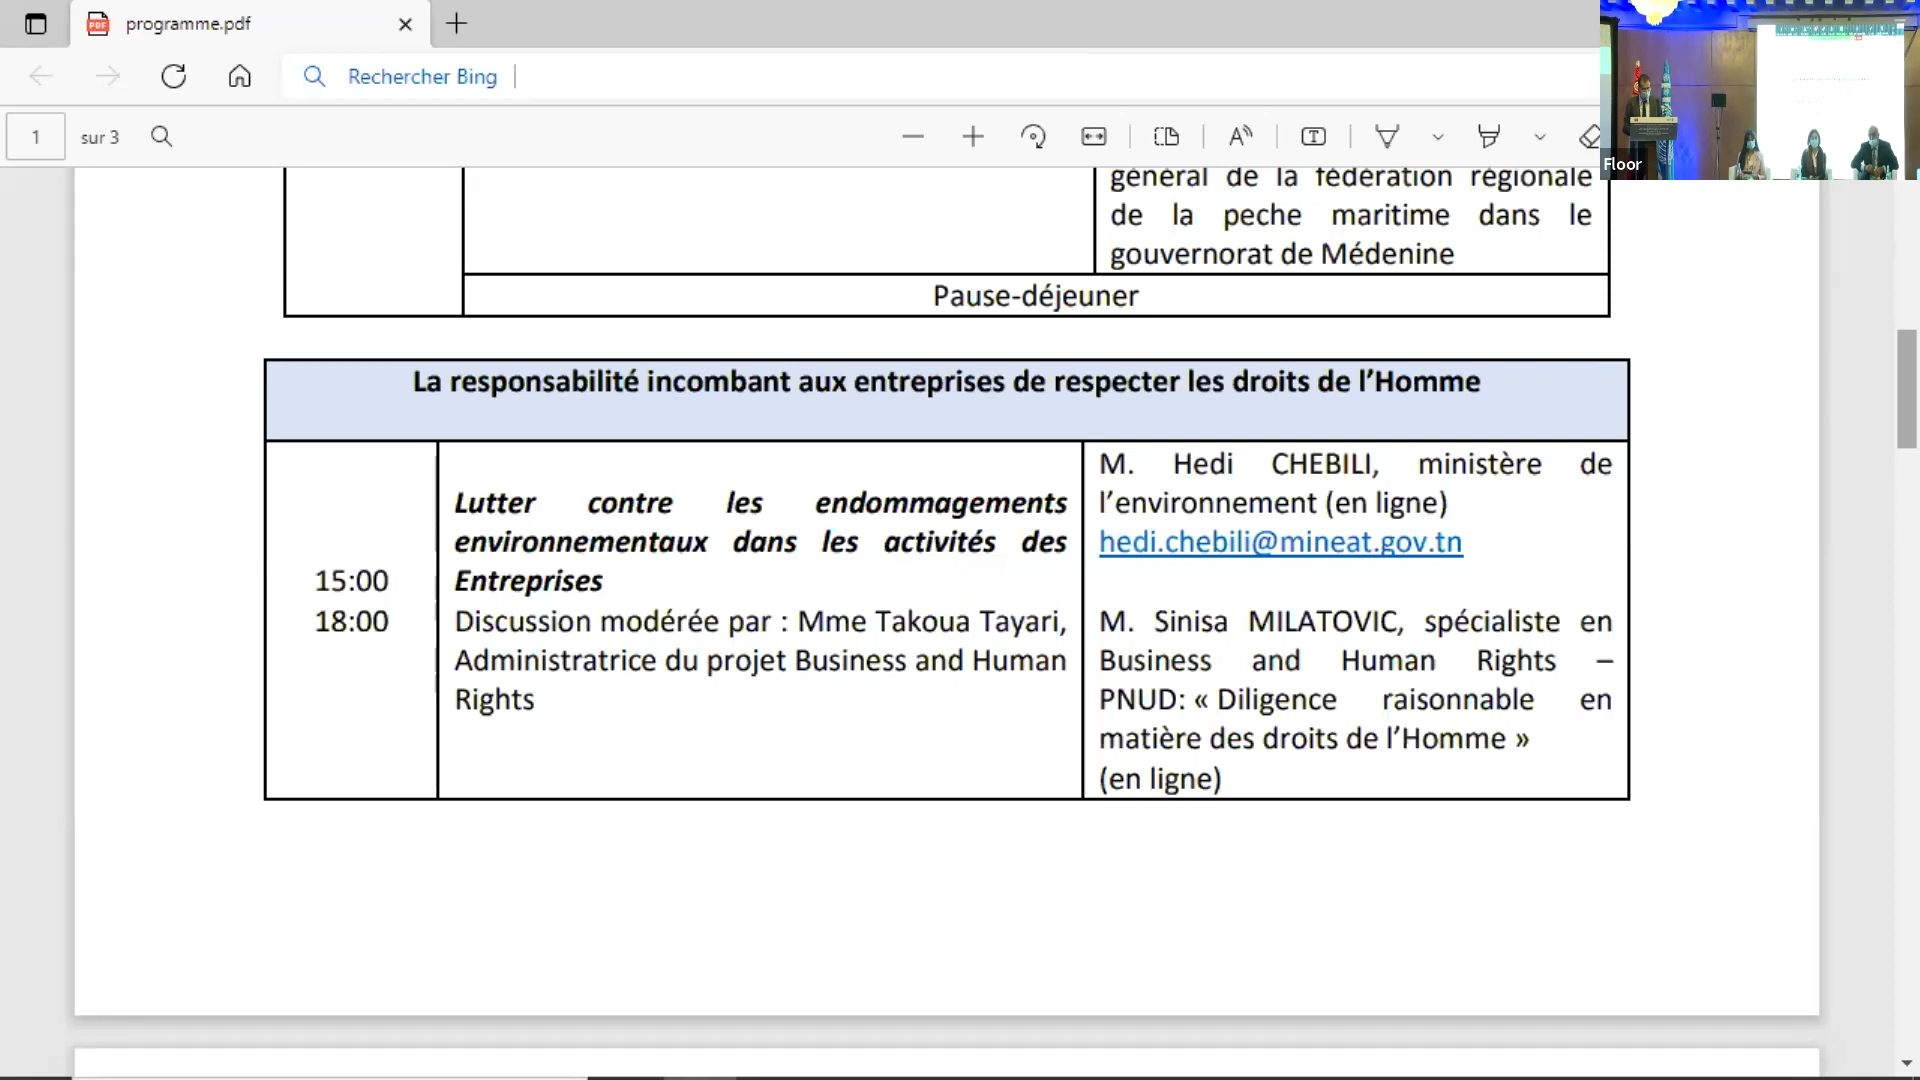 programme.pdf
Rechercher Bing
1 sur 3
Floor
général de la fédération régionale
de la peche maritime dans le
gouvernorat de Médenine
Pause-déjeuner
La responsabilité incombant aux entreprises de respecter les droits de l’Homme
15:00
18:00
Lutter contre les endommagements
environnementaux dans les activités des
Entreprises
Discussion modérée par : Mme Takoua Tayari,
Administratrice du projet Business and Human
Rights
M. Hedi CHEBILI, ministère de
l’environnement (en ligne)
hedi.chebili@mineat.gov.tn
M. Sinisa MILATOVIC, spécialiste en
Business and Human Rights –
PNUD: « Diligence raisonnable en
matière des droits de l’Homme »
(en ligne)